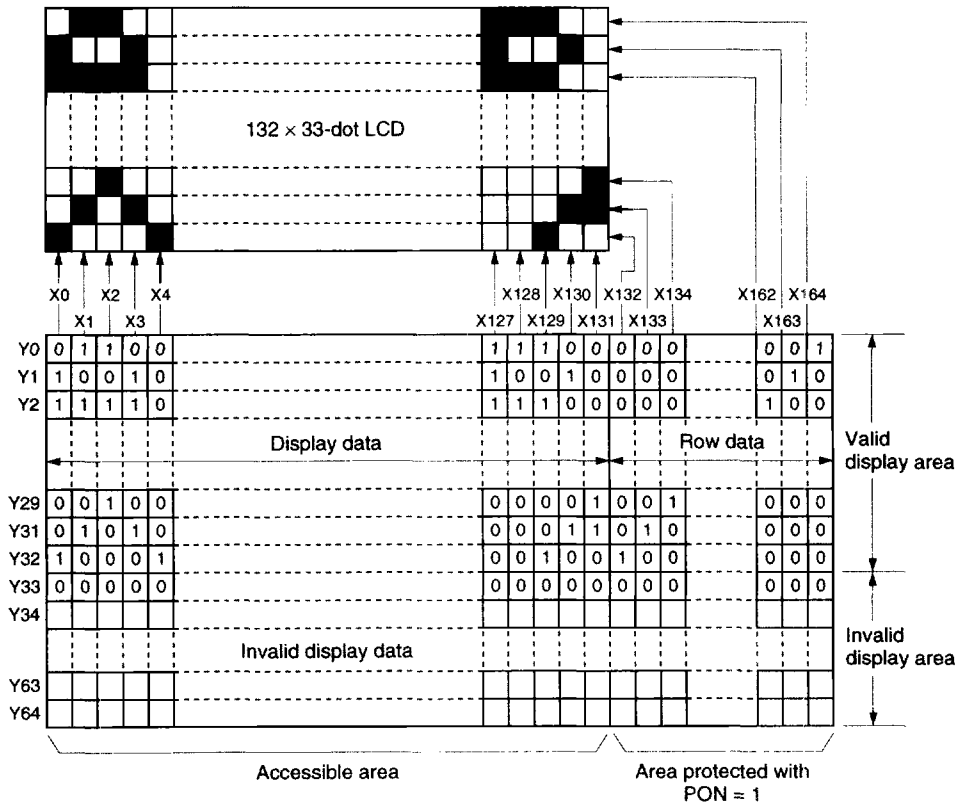 132 × 33-dot LCD
X0 X2 X4 X128 X130 X132 X134 X162 X164
X1 X3 X127 X129 X131 X133 X163
Y0 0 1 1 0 0 1 1 1 0 0 0 0 0 0 0 1
Y1 1 0 0 1 0 1 0 0 1 0 0 0 0 0 1 0
Y2 1 1 1 1 0 1 1 1 0 0 0 0 0 1 0 0
Display data Row data Valid
display area
Y29 0 0 1 0 0 0 0 0 0 1 0 0 1 0 0 0
Y31 0 1 0 1 0 0 0 0 1 1 0 1 0 0 0 0
Y32 1 0 0 0 1 0 0 1 0 0 1 0 0 0 0 0
Y33 0 0 0 0 0 0 0 0 0 0 0 0 0 0 0 0
Y34
Invalid display data Invalid
display area
Y63
Y64
Accessible area Area protected with
PON = 1